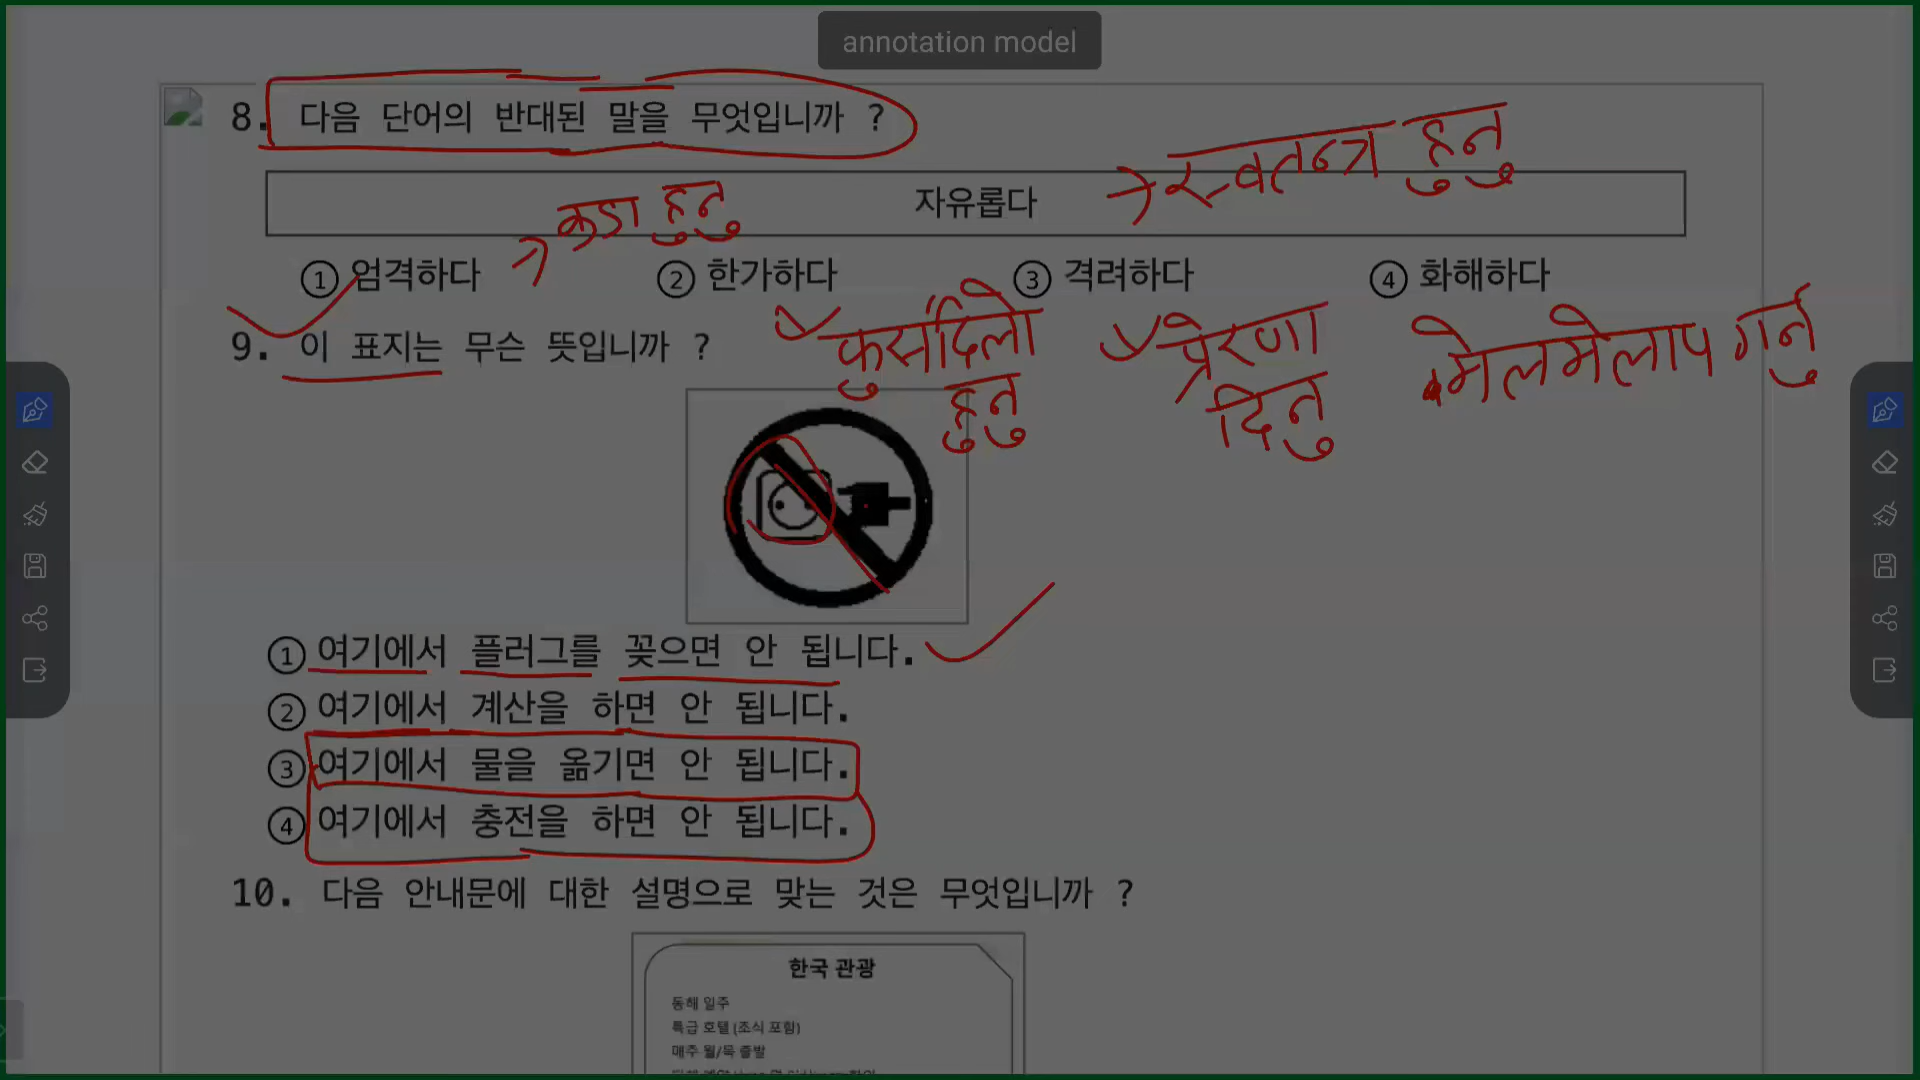 annotation model
8. 다음 단어의 반대된 말을 무엇입니까 ?
자유롭다 → स्वतन्त्र हुनु
→ कडा हुनु
① 엄격하다 ② 한가하다 ③ 격려하다 ④ 화해하다
फुर्सदिलो हुनु
प्रेरणा दिनु
मेलमेलाप गर्नु
9. 이 표지는 무슨 뜻입니까 ?
① 여기에서 플러그를 꽂으면 안 됩니다.
② 여기에서 계산을 하면 안 됩니다.
③ 여기에서 물을 옮기면 안 됩니다.
④ 여기에서 충전을 하면 안 됩니다.
10. 다음 안내문에 대한 설명으로 맞는 것은 무엇입니까 ?
한국 관광
동해 일주
특급 호텔 (조식 포함)
매주 월/목 출발